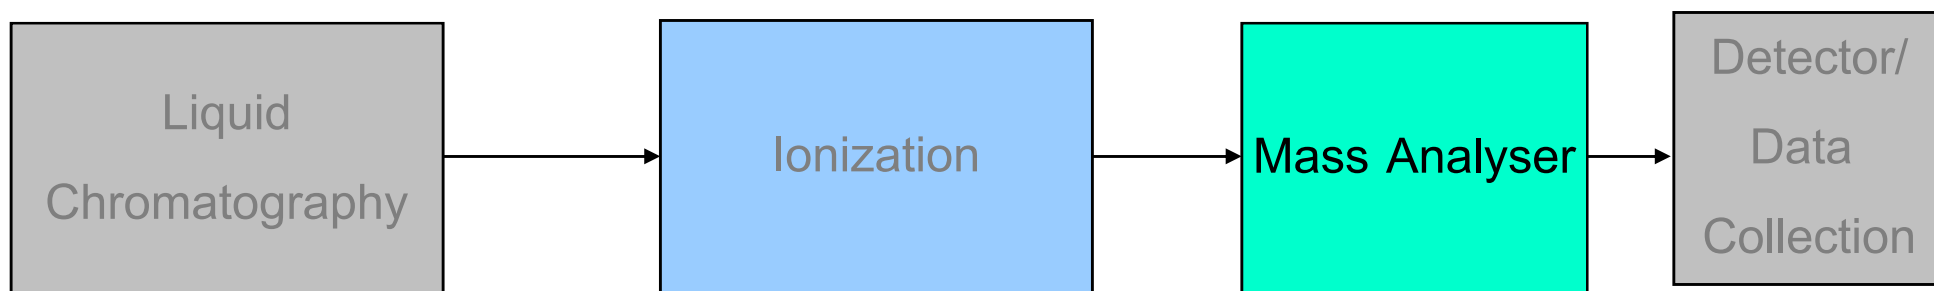 Liquid
Chromatography
Ionization
Mass Analyser
Detector/
Data
Collection